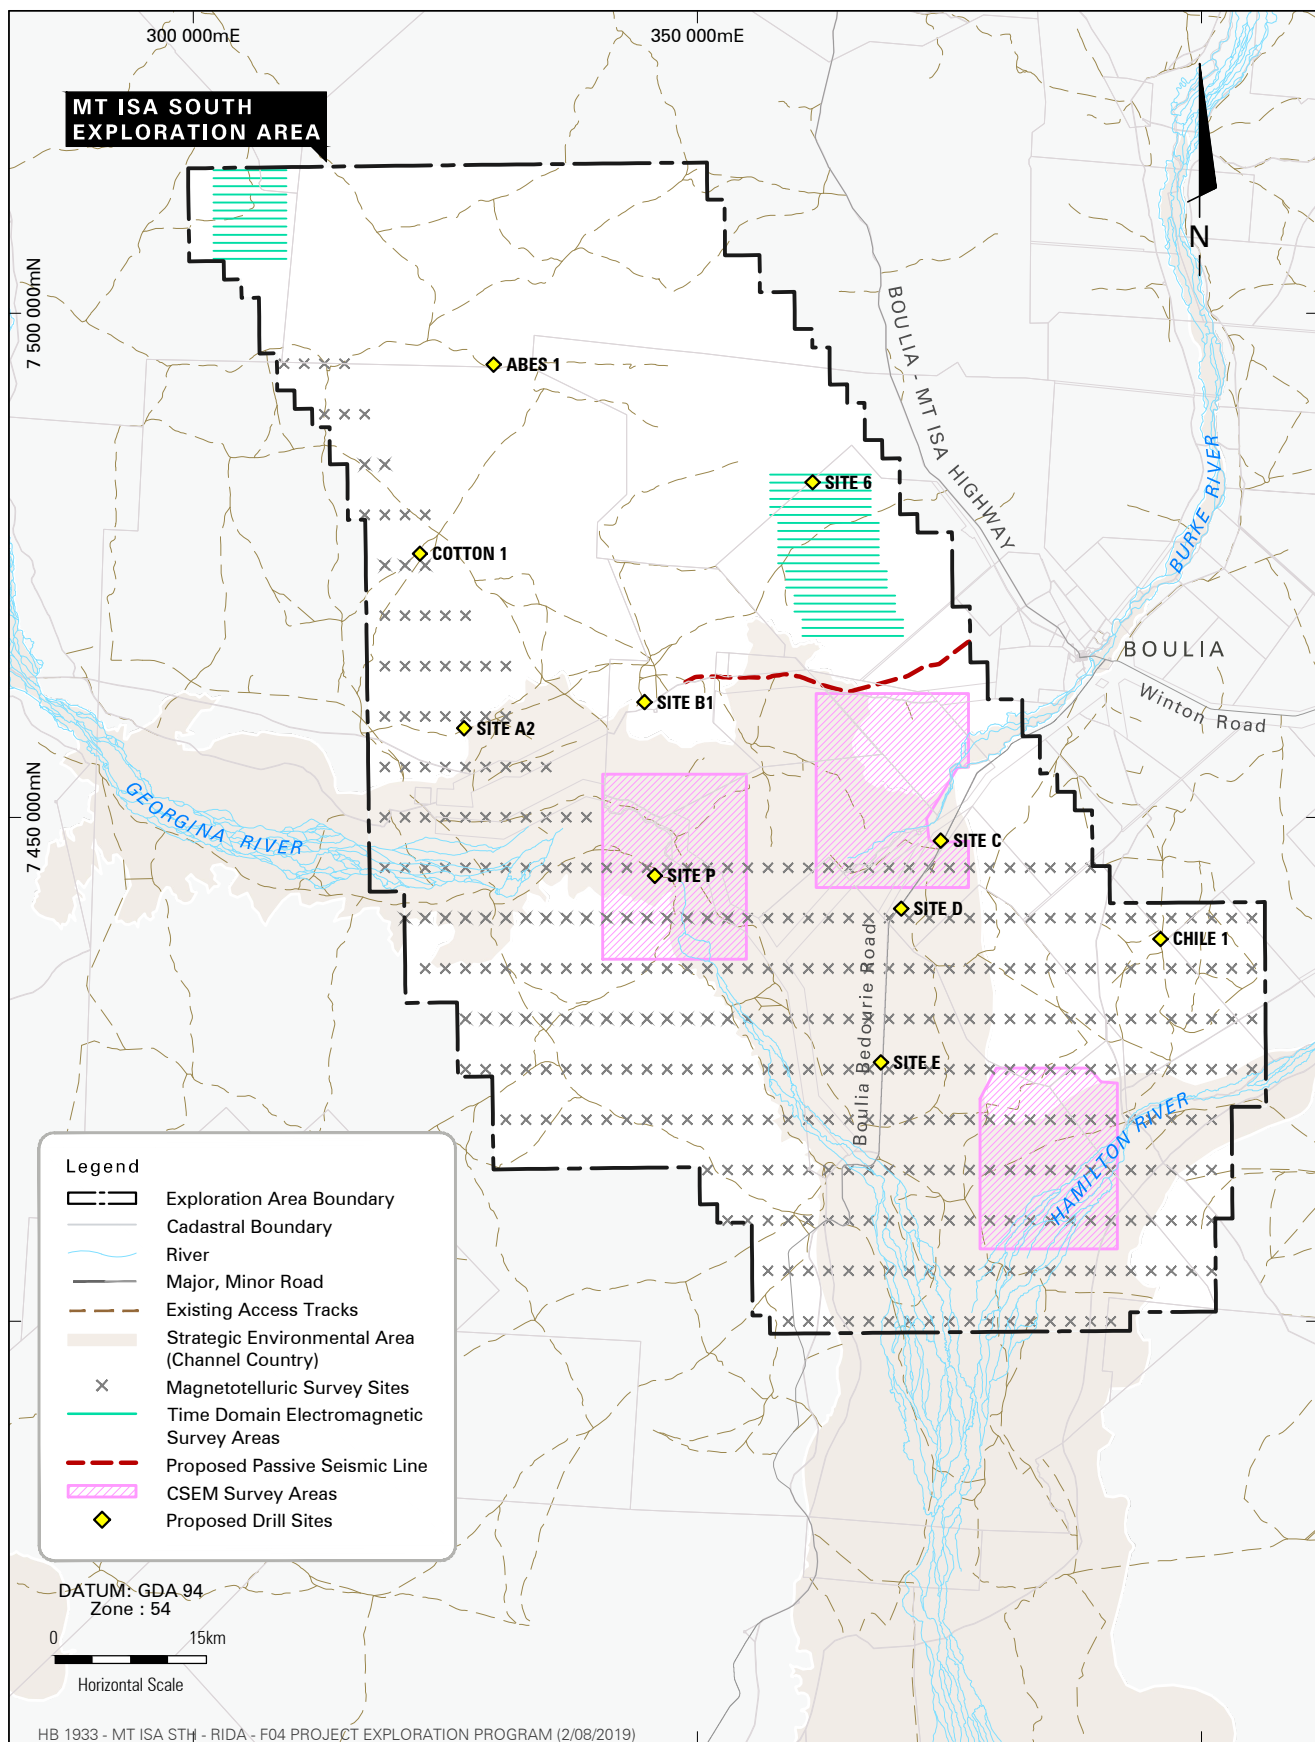 300 000mE
350 000mE
MT ISA SOUTH
EXPLORATION AREA
N
7 500 000mN
BOULIA - MT ISA HIGHWAY
ABES 1
BURKE RIVER
SITE 6
COTTON 1
BOULIA
Winton Road
SITE B1
SITE A2
7 450 000mN
GEORGINA RIVER
SITE C
SITE P
SITE D
CHILE 1
Boulia Bedourie Road
SITE E
HAMILTON RIVER
Legend
Exploration Area Boundary
Cadastral Boundary
River
Major, Minor Road
Existing Access Tracks
Strategic Environmental Area
(Channel Country)
Magnetotelluric Survey Sites
Time Domain Electromagnetic
Survey Areas
Proposed Passive Seismic Line
CSEM Survey Areas
Proposed Drill Sites
DATUM: GDA 94
Zone : 54
0 15km
Horizontal Scale
HB 1933 - MT ISA STH - RIDA - F04 PROJECT EXPLORATION PROGRAM (2/08/2019)